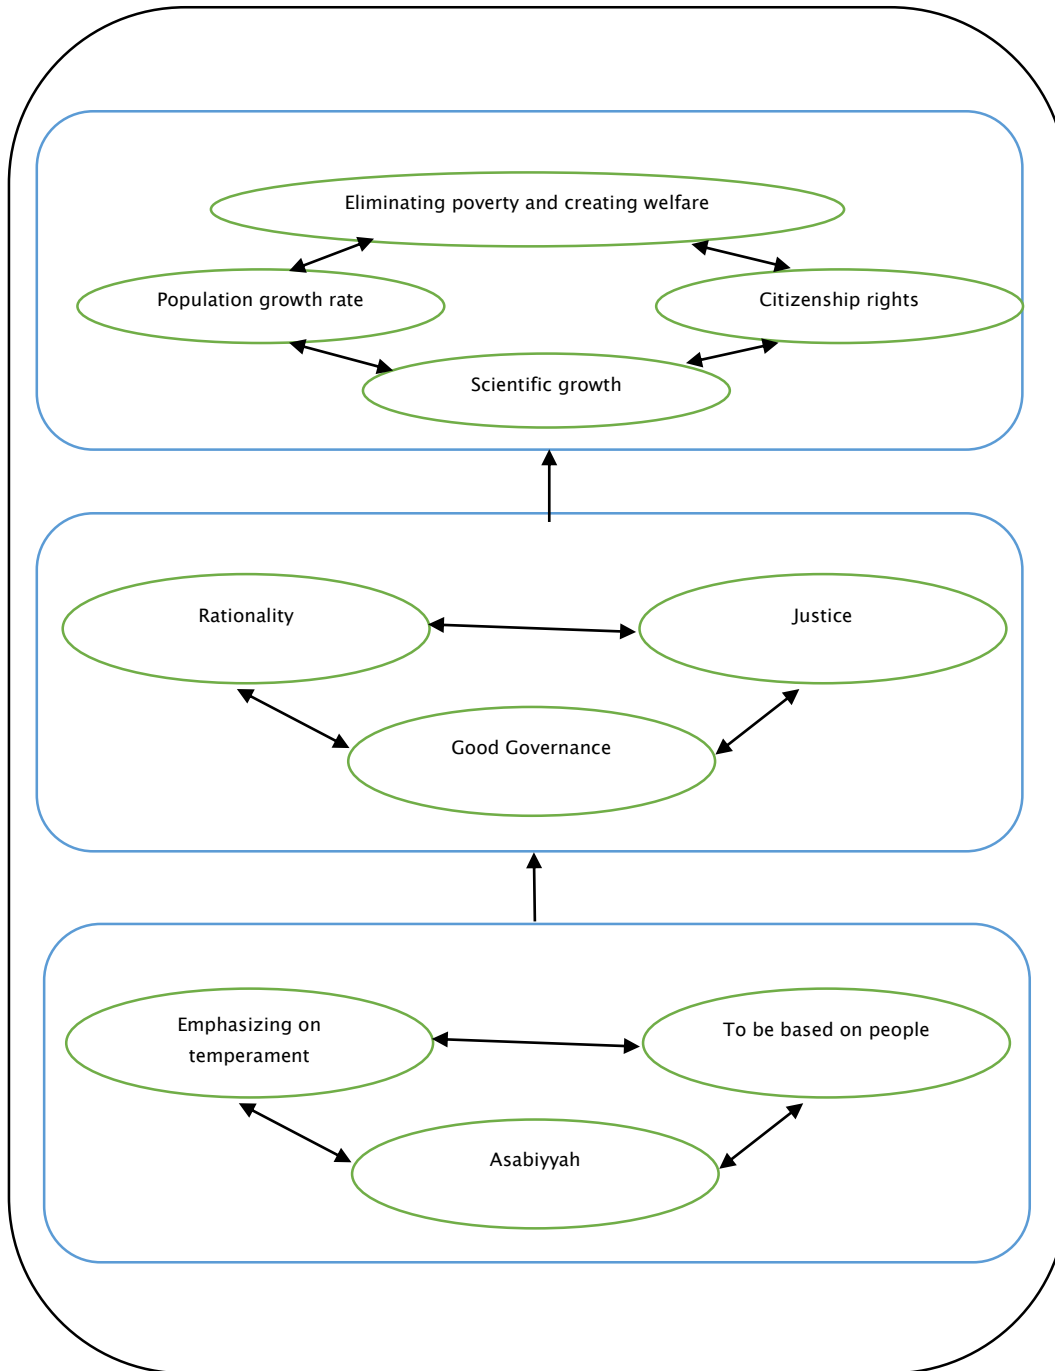 Eliminating poverty and creating welfare
Population growth rate
Citizenship rights
Scientific growth
Rationality
Justice
Good Governance
Emphasizing on
temperament
To be based on people
Asabiyyah